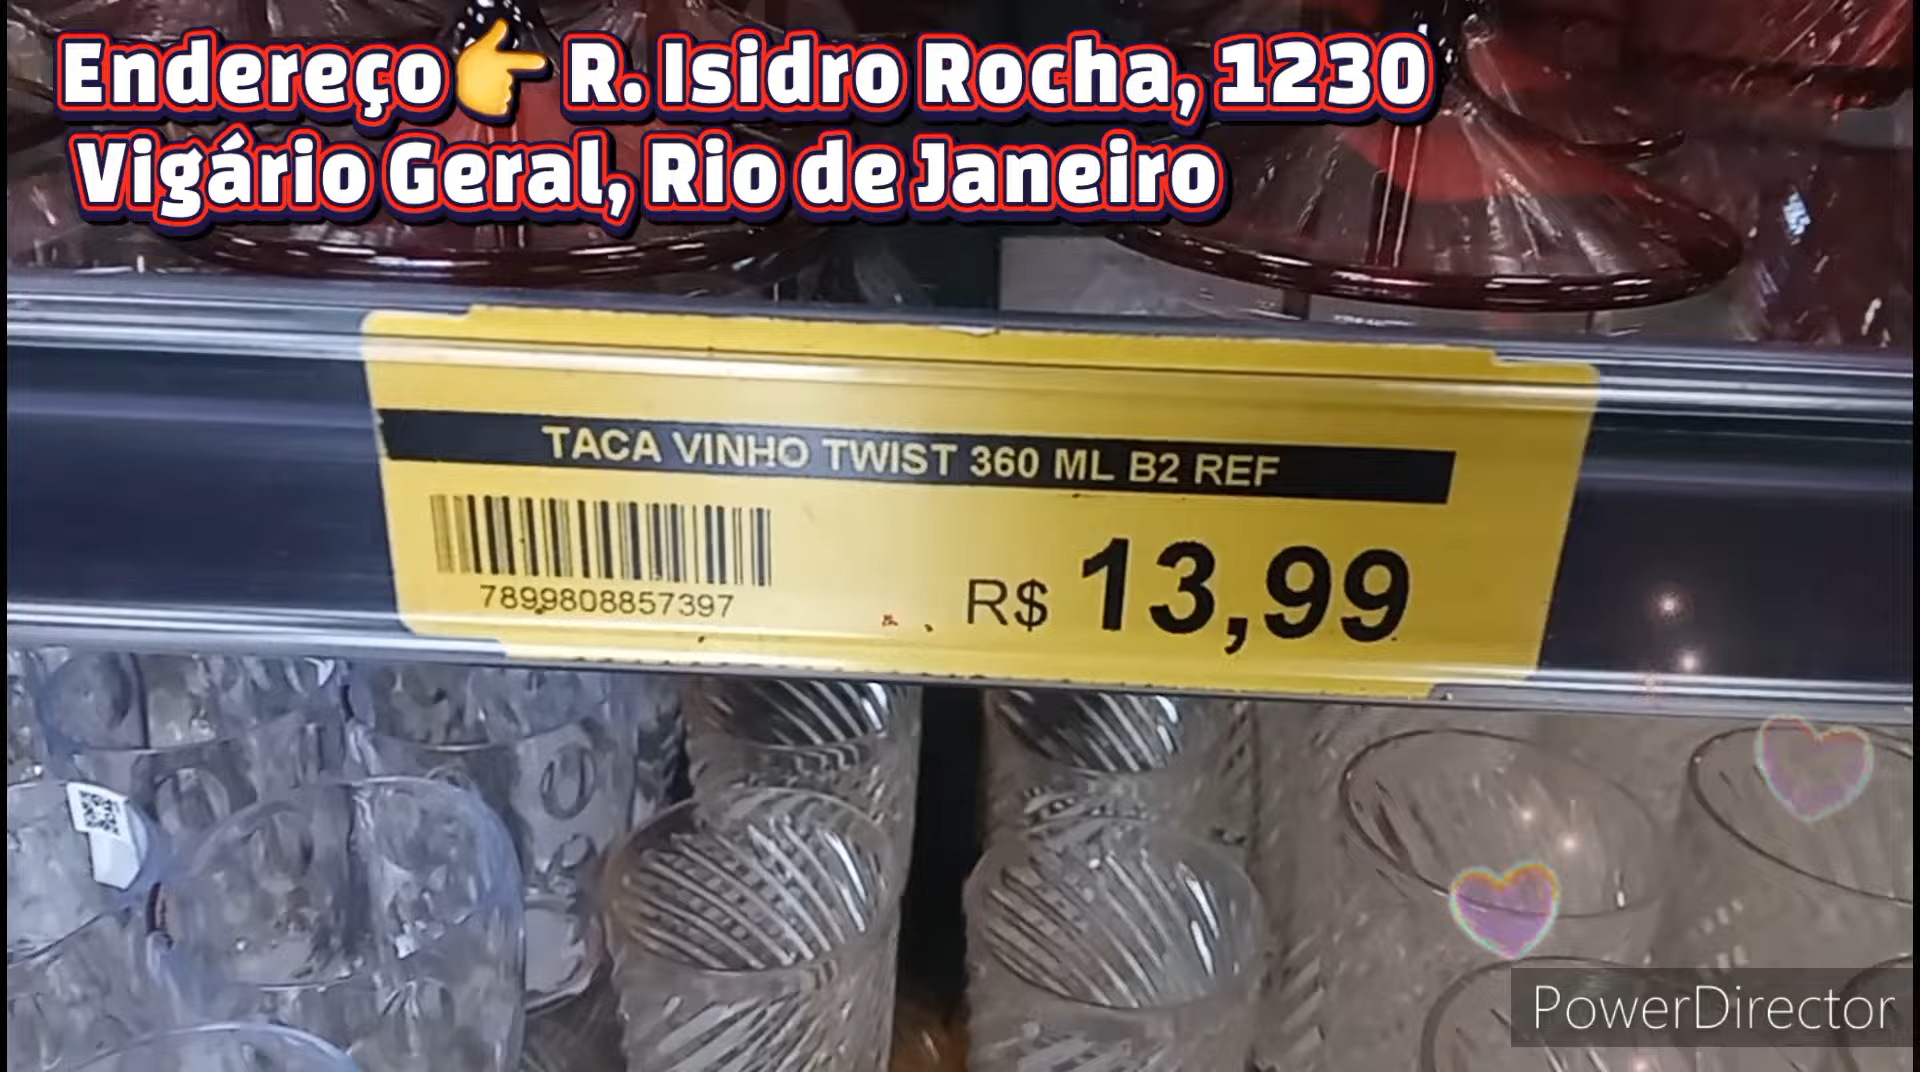 Endereço👉 R. Isidro Rocha, 1230
Vigário Geral, Rio de Janeiro
TACA VINHO TWIST 360 ML B2 REF
7899808857397
R$ 13,99
PowerDirector